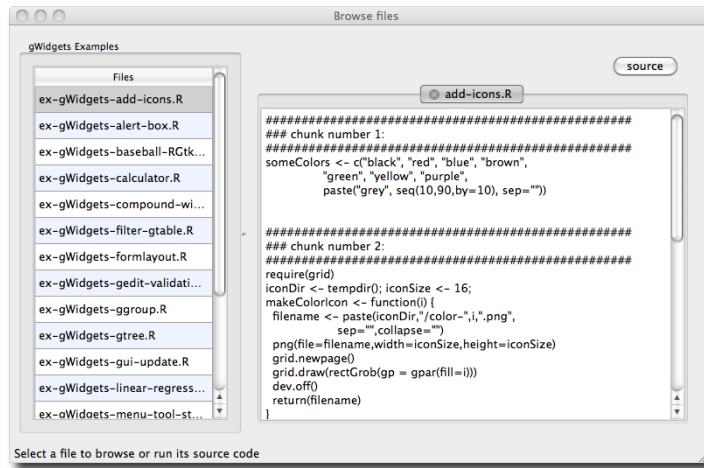 Browse files
gWidgets Examples
Files
ex-gWidgets-add-icons.R
ex-gWidgets-alert-box.R
ex-gWidgets-baseball-RGtk...
ex-gWidgets-calculator.R
ex-gWidgets-compound-wi...
ex-gWidgets-filter-gtable.R
ex-gWidgets-formlayout.R
ex-gWidgets-gedit-validati...
ex-gWidgets-ggroup.R
ex-gWidgets-gtree.R
ex-gWidgets-gui-update.R
ex-gWidgets-linear-regress...
ex-gWidgets-menu-tool-st...
source
add-icons.R
##################################################
### chunk number 1:
##################################################
someColors <- c("black", "red", "blue", "brown",
"green", "yellow", "purple",
paste("grey", seq(10,90,by=10), sep=""))
##################################################
### chunk number 2:
##################################################
require(grid)
iconDir <- tempdir(); iconSize <- 16;
makeColorIcon <- function(i) {
filename <- paste(iconDir,"/color-",i,".png",
sep="",collapse="")
png(file=filename,width=iconSize,height=iconSize)
grid.newpage()
grid.draw(rectGrob(gp = gpar(fill=i)))
dev.off()
return(filename)
}
Select a file to browse or run its source code